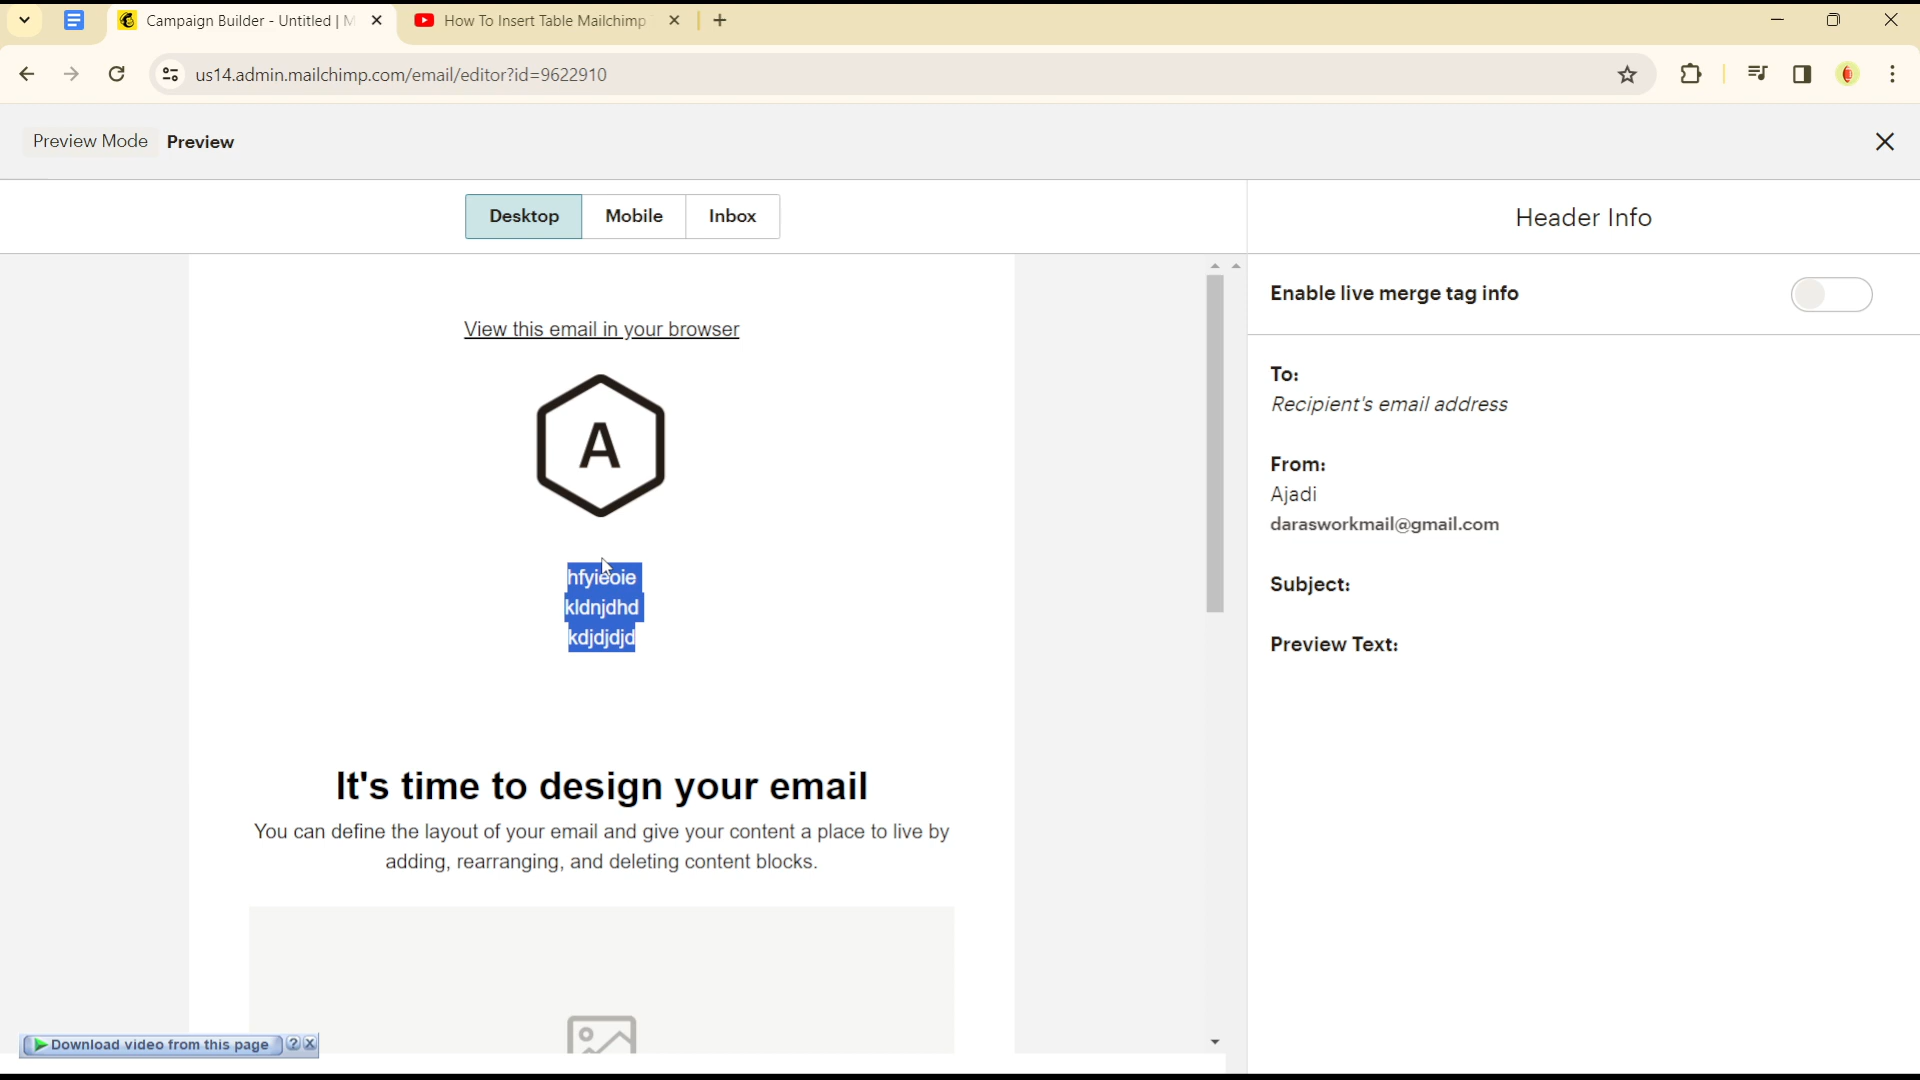 Campaign Builder - Untitled | M
How To Insert Table Mailchimp
us14.admin.mailchimp.com/email/editor?id=9622910
Preview Mode Preview
Desktop Mobile Inbox
Header Info
View this email in your browser
A
hfyieoie
kldnjdhd
kdjdjdjd
It's time to design your email
You can define the layout of your email and give your content a place to live by
adding, rearranging, and deleting content blocks.
Enable live merge tag info
To:
Recipient's email address
From:
Ajadi
darasworkmail@gmail.com
Subject:
Preview Text:
Download video from this page ?